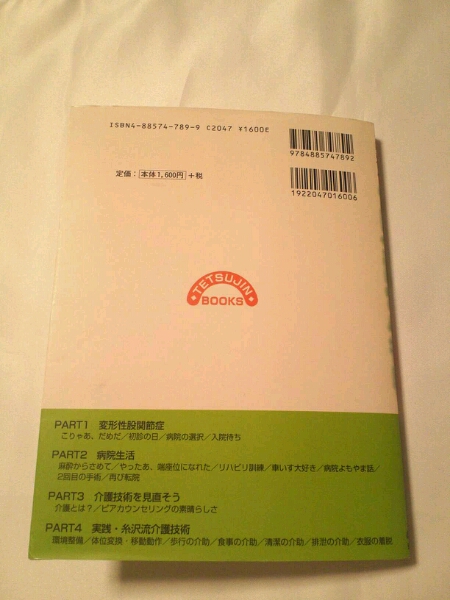 ISBN4-88574-789-9 C2047 ¥1600E
9784885747892
定価：本体1,600円＋税
1922047016006
TETSUJIN
BOOKS
PART1 変形性股関節症
こりゃあ、だめだ／初診の日／病院の選択／入院待ち
PART2 病院生活
麻酔からさめて／やったあ、端座位になれた／リハビリ訓練／車いす大好き／病院よもやま話／
2回目の手術／再び転院
PART3 介護技術を見直そう
介護とは？／ピアカウンセリングの素晴らしさ
PART4 実践・糸沢流介護技術
環境整備／体位変換・移動動作／歩行の介助／食事の介助／清潔の介助／排泄の介助／衣服の着脱